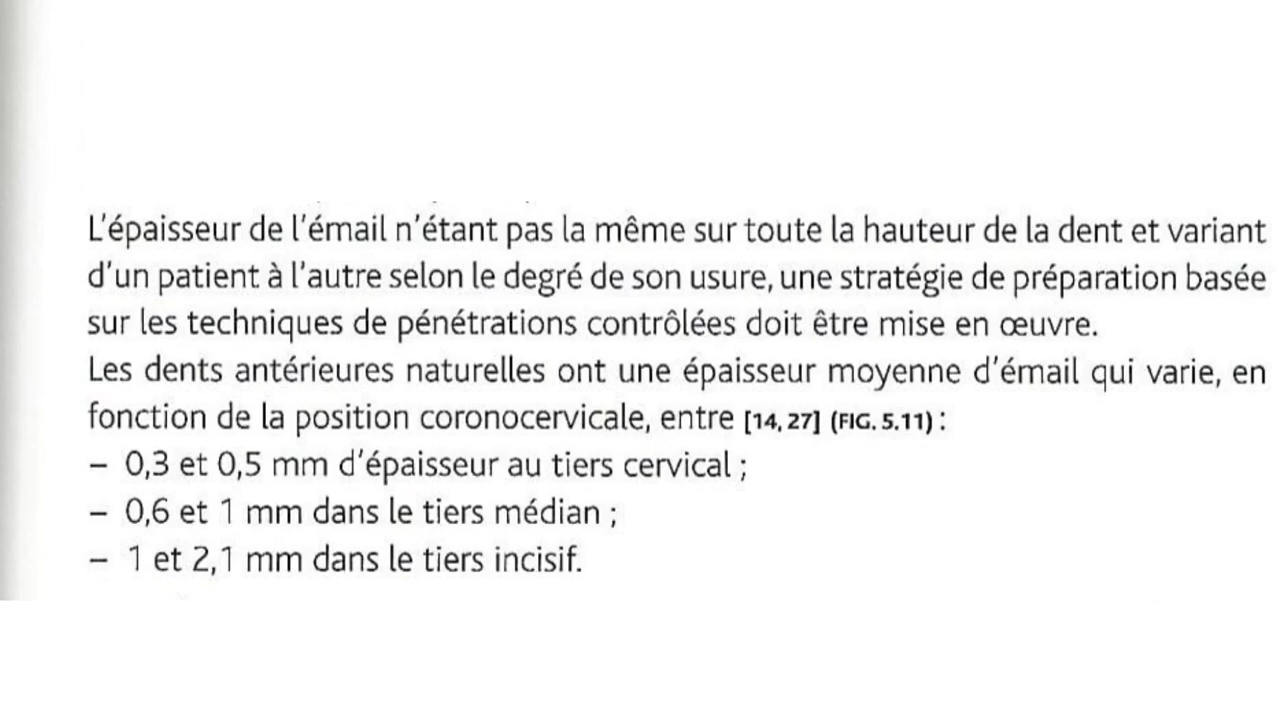 L'épaisseur de l'émail n'étant pas la même sur toute la hauteur de la dent et variant
d'un patient à l'autre selon le degré de son usure, une stratégie de préparation basée
sur les techniques de pénétrations contrôlées doit être mise en œuvre.
Les dents antérieures naturelles ont une épaisseur moyenne d'émail qui varie, en
fonction de la position coronocervicale, entre [14, 27] (FIG. 5.11) :
– 0,3 et 0,5 mm d'épaisseur au tiers cervical ;
– 0,6 et 1 mm dans le tiers médian ;
– 1 et 2,1 mm dans le tiers incisif.